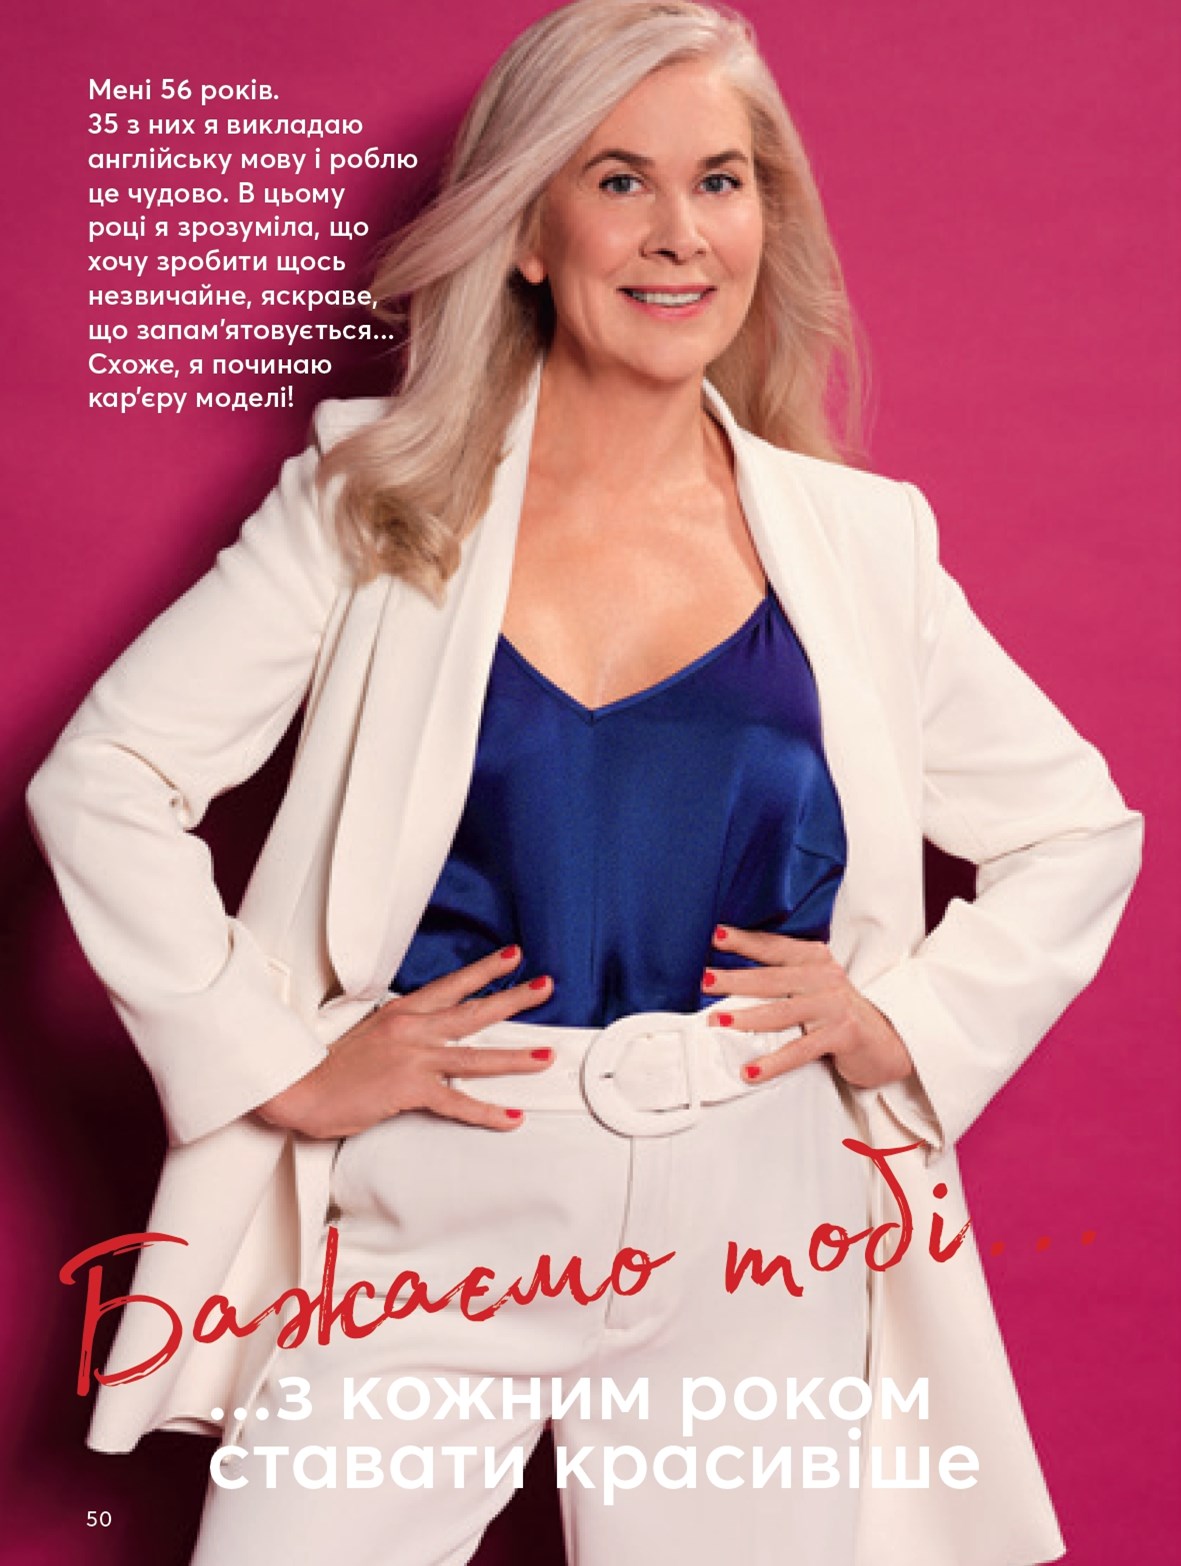 Мені 56 років.
35 з них я викладаю
англійську мову і роблю
це чудово. В цьому
році я зрозуміла, що
хочу зробити щось
незвичайне, яскраве,
що запам’ятовується...
Схоже, я починаю
кар’єру моделі!
Бажаємо тобі...
...з кожним роком
ставати красивіше
50